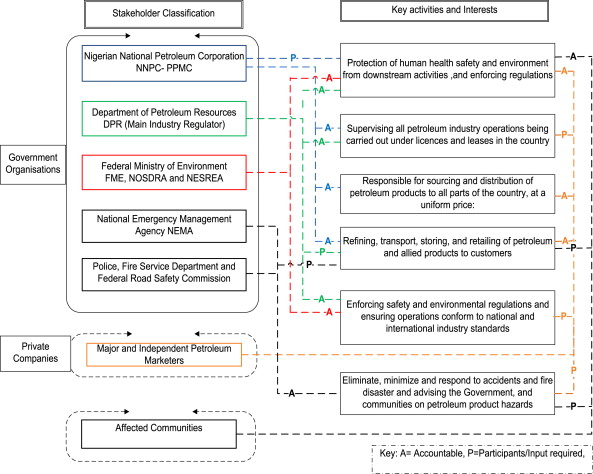 Stakeholder Classification
Key activities and Interests
Government
Organisations
Nigerian National Petroleum Corporation
NNPC- PPMC
Department of Petroleum Resources
DPR (Main Industry Regulator)
Federal Ministry of Environment
FME, NOSDRA and NESREA
National Emergency Management
Agency NEMA
Police, Fire Service Department and
Federal Road Safety Commission
Private
Companies
Major and Independent Petroleum
Marketers
Affected Communities
P
A
A
A
A
A
P
A
A
A
P
P
A
A
A
Protection of human health safety and environment
from downstream activities ,and enforcing regulations
Supervising all petroleum industry operations being
carried out under licences and leases in the country
Responsible for sourcing and distribution of
petroleum products to all parts of the country, at a
uniform price:
Refining, transport, storing, and retailing of petroleum
and allied products to customers
Enforcing safety and environmental regulations and
ensuring operations conform to national and
international industry standards
Eliminate, minimize and respond to accidents and fire
disaster and advising the Government, and
communities on petroleum product hazards
A
A
P
A
A
P
P
P
P
Key: A= Accountable, P=Participants/Input required,